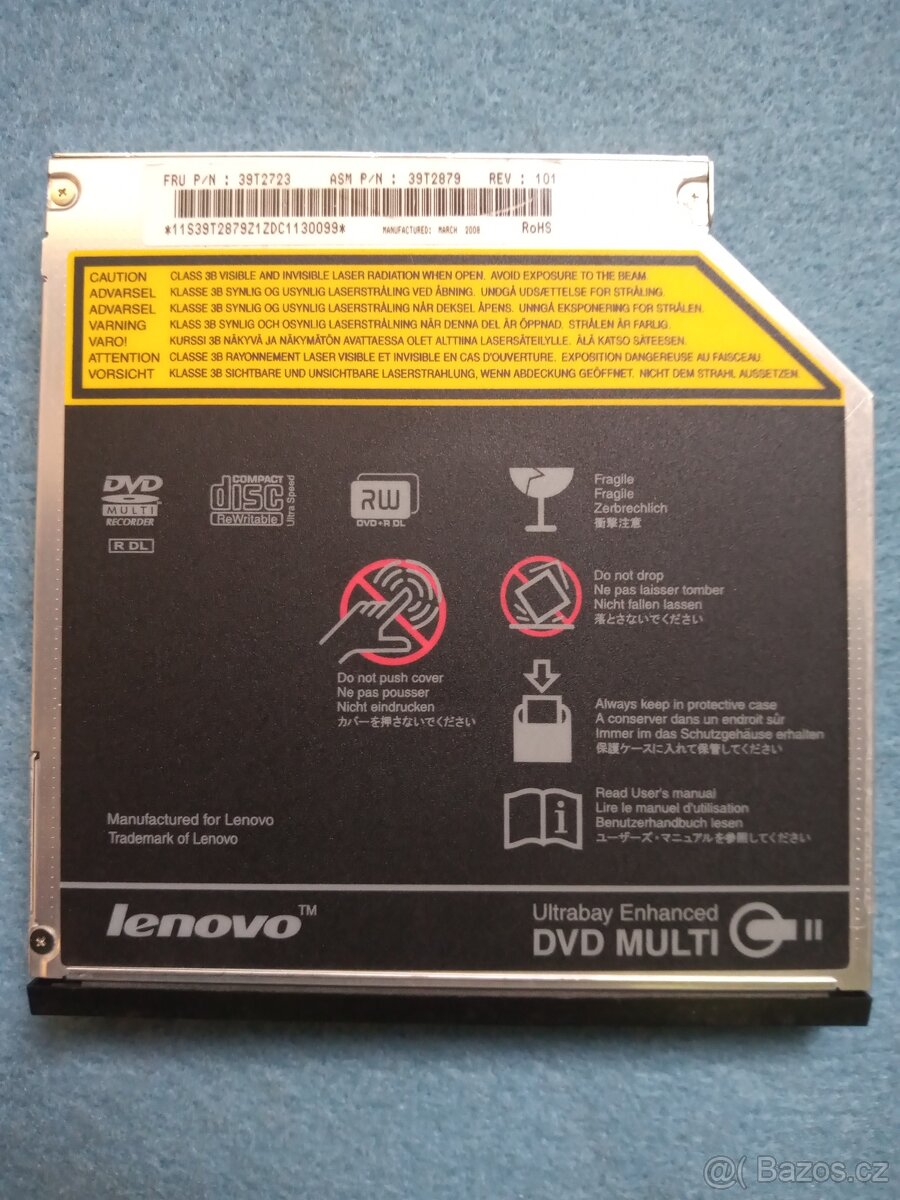 FRU P/N : 39T2723 ASM P/N : 39T2879 REV : 101
*11S39T2879Z1ZDC1130099* MANUFACTURED: MARCH 2008 RoHS
CAUTION CLASS 3B VISIBLE AND INVISIBLE LASER RADIATION WHEN OPEN. AVOID EXPOSURE TO THE BEAM.
ADVARSEL KLASSE 3B SYNLIG OG USYNLIG LASERSTRÅLING VED ÅBNING. UNDGÅ UDSÆTTELSE FOR STRÅLING.
ADVARSEL KLASSE 3B SYNLIG OG USYNLIG LASERSTRÅLING NÅR DEKSEL ÅPENS. UNNGÅ EKSPONERING FOR STRÅLEN.
VARNING KLASS 3B SYNLIG OCH OSYNLIG LASERSTRÅLNING NÄR DENNA DEL ÄR ÖPPNAD. STRÅLEN ÄR FARLIG.
VARO! KURSSI 3B NÄKYVÄ JA NÄKYMÄTÖN AVATTAESSA OLET ALTTIINA LASERSÄTEILYLLE. ÄLÄ KATSO SÄTEESEN.
ATTENTION CLASSE 3B RAYONNEMENT LASER VISIBLE ET INVISIBLE EN CAS D'OUVERTURE. EXPOSITION DANGEREUSE AU FAISCEAU
VORSICHT KLASSE 3B SICHTBARE UND UNSICHTBARE LASERSTRAHLUNG, WENN ABDECKUNG GEÖFFNET. NICHT DEM STRAHL AUSSETZEN.
DVD
MULTI
RECORDER
R DL
COMPACT
disc
ReWritable
Ultra Speed
RW
DVD+R DL
Fragile
Fragile
Zerbrechlich
衝撃注意
Do not drop
Ne pas laisser tomber
Nicht fallen lassen
落とさないでください
Do not push cover
Ne pas pousser
Nicht eindrucken
カバーを押さないでください
Always keep in protective case
A conserver dans un endroit sûr
Immer im das Schutzgehäuse erhalten
保護ケースに入れて保管してください
Read User's manual
Lire le manuel d'utilisation
Benutzerhandbuch lesen
ユーザーズ・マニュアルを参照してください
Manufactured for Lenovo
Trademark of Lenovo
lenovo™
Ultrabay Enhanced
DVD MULTI
@( Bazos.cz